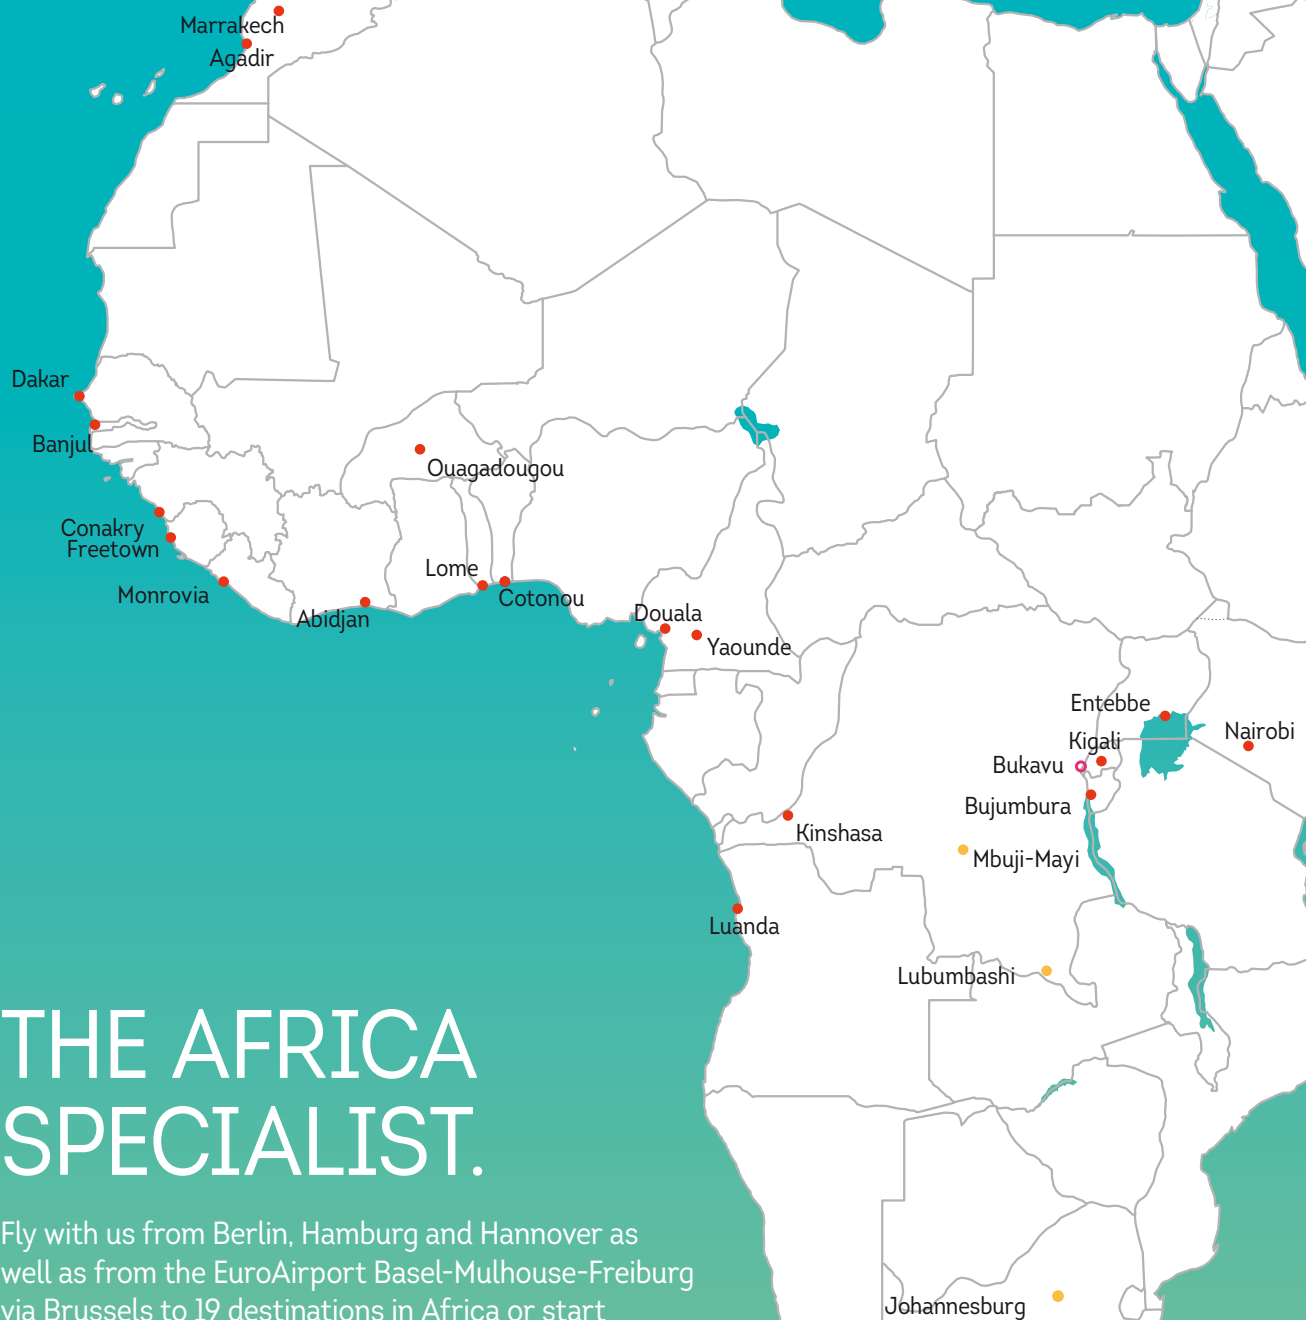 Marrakech
Agadir
Dakar
Banjul
Ouagadougou
Conakry
Freetown
Monrovia
Abidjan
Lome
Cotonou
Douala
Yaounde
Entebbe
Nairobi
Kigali
Bukavu
Bujumbura
Kinshasa
Mbuji-Mayi
Luanda
Lubumbashi
THE AFRICA
SPECIALIST.
Fly with us from Berlin, Hamburg and Hannover as
well as from the EuroAirport Basel-Mulhouse-Freiburg
via Brussels to 19 destinations in Africa or start
Johannesburg